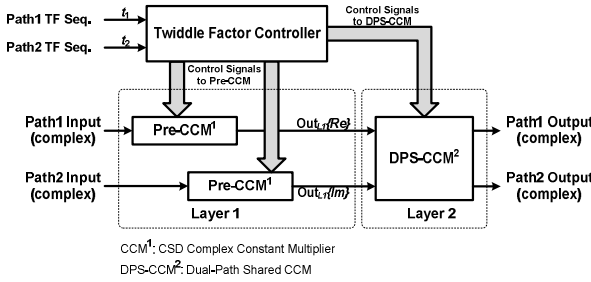 Path1 TF Seq.
t1
Path2 TF Seq.
t2
Twiddle Factor Controller
Control Signals
to DPS-CCM
Control Signals
to Pre-CCM
Path1 Input
(complex)
Pre-CCM1
OutL1{Re}
Path1 Output
(complex)
DPS-CCM2
Path2 Input
(complex)
Pre-CCM1
OutL1{Im}
Path2 Output
(complex)
Layer 1
Layer 2
CCM1: CSD Complex Constant Multiplier
DPS-CCM2: Dual-Path Shared CCM